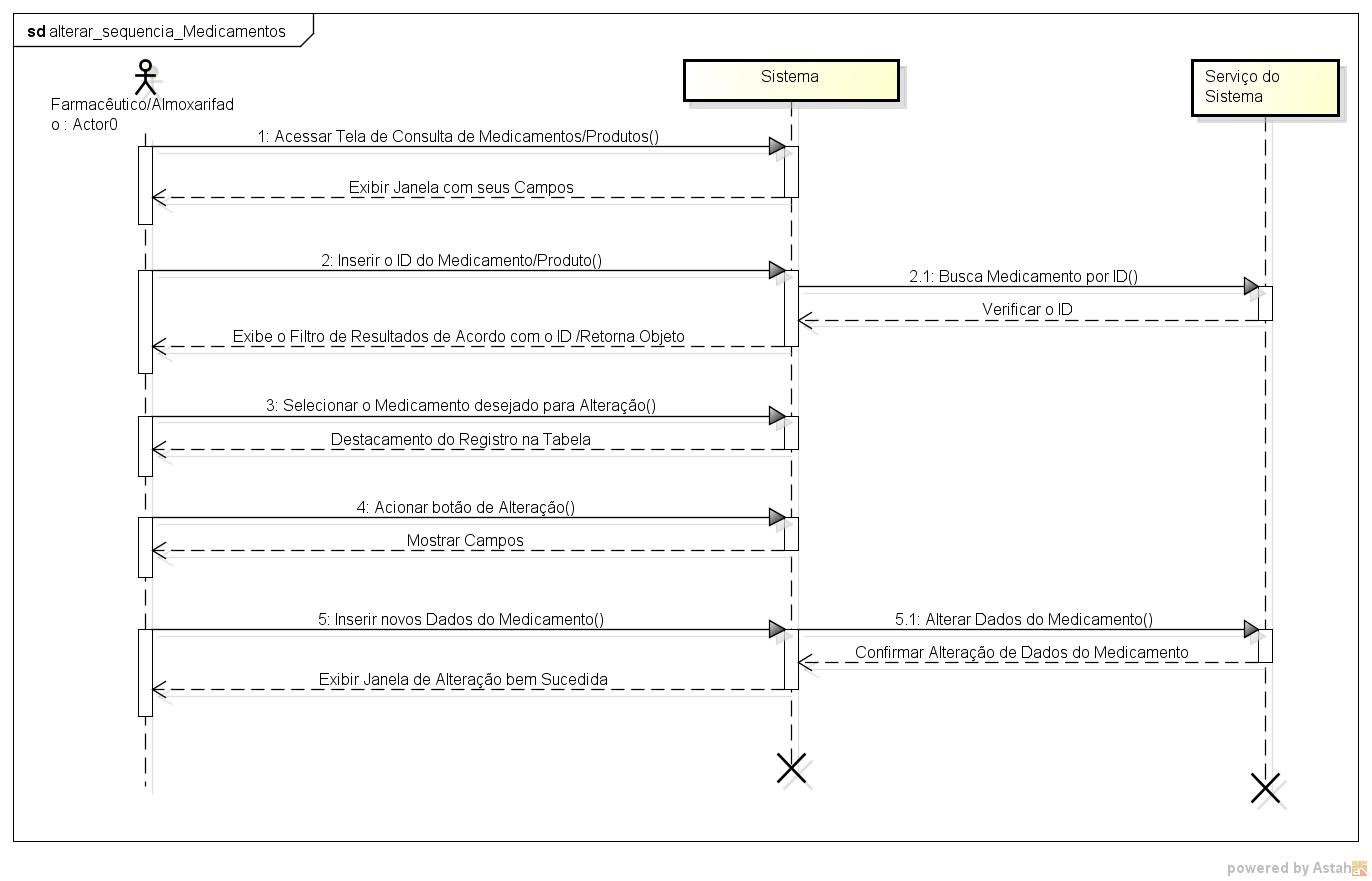 sd alterar_sequencia_Medicamentos
Farmacêutico/Almoxarifad
o : Actor0
Sistema
Serviço do
Sistema
1: Acessar Tela de Consulta de Medicamentos/Produtos()
Exibir Janela com seus Campos
2: Inserir o ID do Medicamento/Produto()
2.1: Busca Medicamento por ID()
Verificar o ID
Exibe o Filtro de Resultados de Acordo com o ID /Retorna Objeto
3: Selecionar o Medicamento desejado para Alteração()
Destacamento do Registro na Tabela
4: Acionar botão de Alteração()
Mostrar Campos
5: Inserir novos Dados do Medicamento()
5.1: Alterar Dados do Medicamento()
Confirmar Alteração de Dados do Medicamento
Exibir Janela de Alteração bem Sucedida
powered by Astah